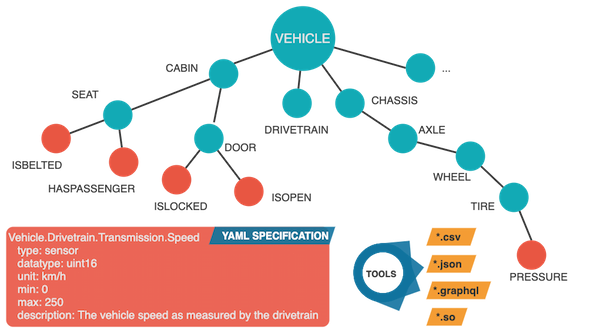 VEHICLE
CABIN
...
SEAT
CHASSIS
DRIVETRAIN
AXLE
DOOR
ISBELTED
WHEEL
HASPASSENGER
ISLOCKED
ISOPEN
TIRE
PRESSURE
YAML SPECIFICATION
Vehicle.Drivetrain.Transmission.Speed
type: sensor
datatype: uint16
unit: km/h
min: 0
max: 250
description: The vehicle speed as measured by the drivetrain
TOOLS
*.csv
*.json
*.graphql
*.so